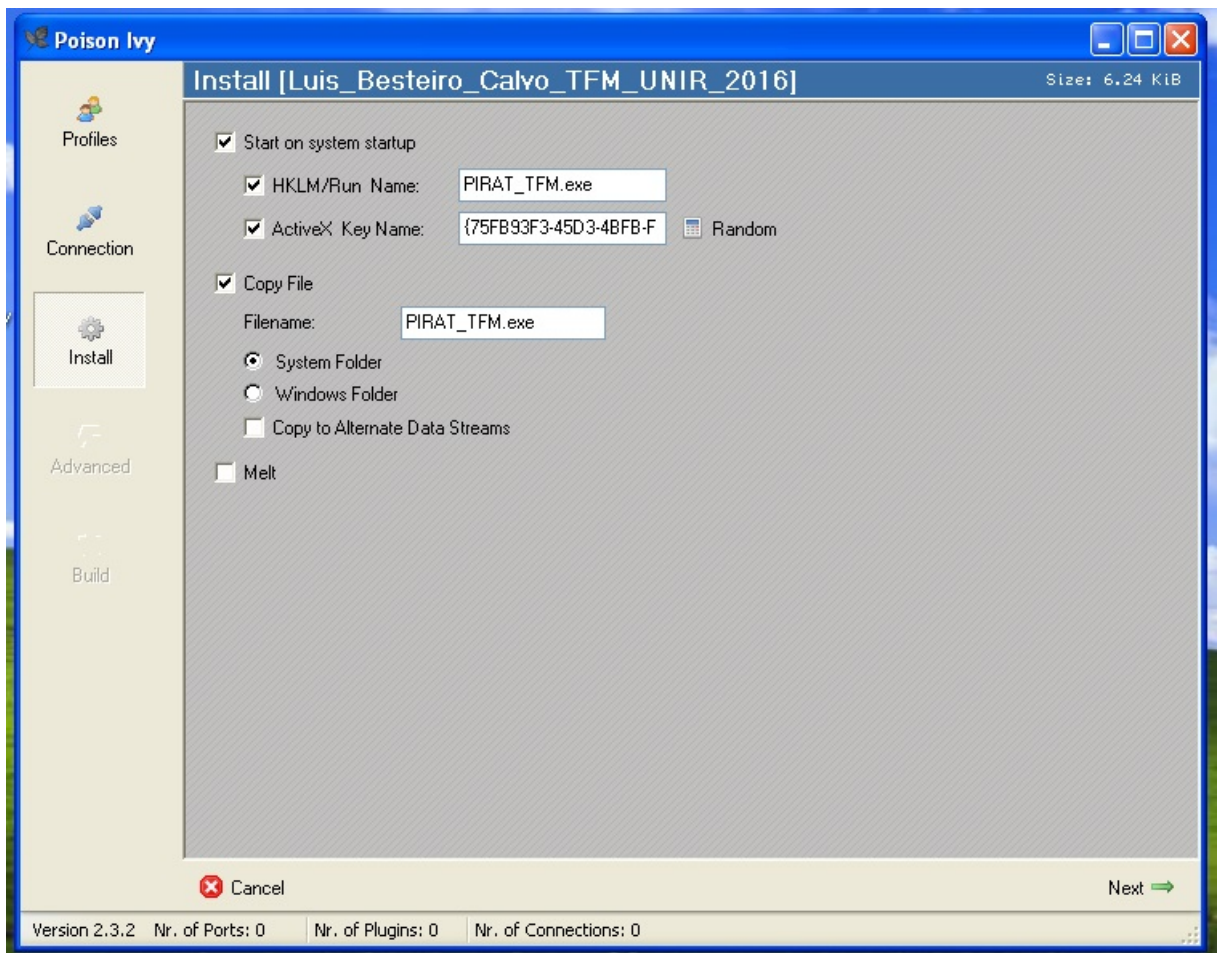 Poison Ivy
Install [Luis_Besteiro_Calvo_TFM_UNIR_2016]
Size: 6.24 KiB
Profiles
Connection
Install
Advanced
Build
Start on system startup
HKLM/Run Name: PIRAT_TFM.exe
ActiveX Key Name: {75FB93F3-45D3-4BFB-F Random
Copy File
Filename: PIRAT_TFM.exe
System Folder
Windows Folder
Copy to Alternate Data Streams
Melt
Cancel
Next
Version 2.3.2 Nr. of Ports: 0 Nr. of Plugins: 0 Nr. of Connections: 0